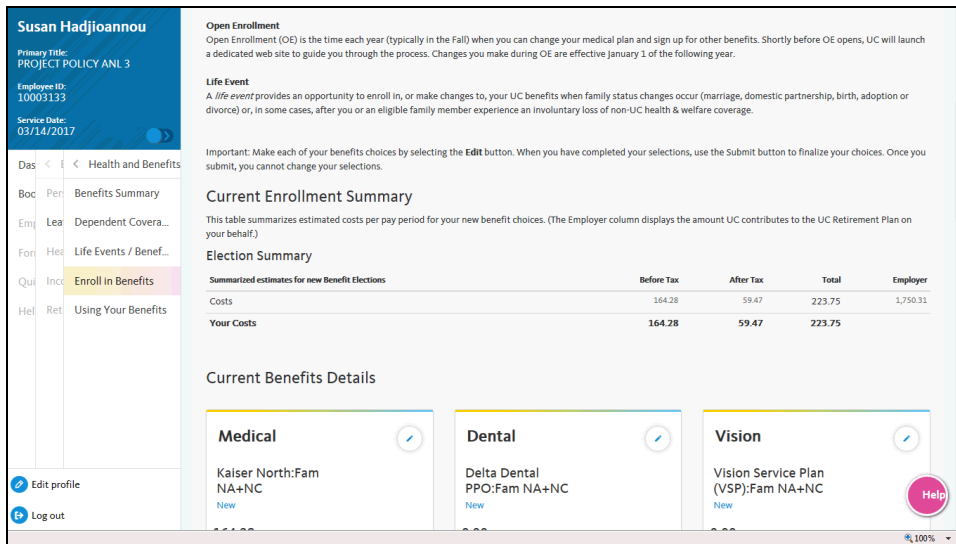 Susan Hadjioannou
Primary Title:
PROJECT POLICY ANL 3
Employee ID:
10003133
Service Date:
03/14/2017
Das
Boo
Emp
For
Qui
Hel
Per
Lea
Hea
Inco
Ret
Health and Benefits
Benefits Summary
Dependent Covera...
Life Events / Benef...
Enroll in Benefits
Using Your Benefits
Edit profile
Log out
Open Enrollment
Open Enrollment (OE) is the time each year (typically in the Fall) when you can change your medical plan and sign up for other benefits. Shortly before OE opens, UC will launch
a dedicated web site to guide you through the process. Changes you make during OE are effective January 1 of the following year.
Life Event
A life event provides an opportunity to enroll in, or make changes to, your UC benefits when family status changes occur (marriage, domestic partnership, birth, adoption or
divorce) or, in some cases, after you or an eligible family member experience an involuntary loss of non-UC health & welfare coverage.
Important: Make each of your benefits choices by selecting the Edit button. When you have completed your selections, use the Submit button to finalize your choices. Once you
submit, you cannot change your selections.
Current Enrollment Summary
This table summarizes estimated costs per pay period for your new benefit choices. (The Employer column displays the amount UC contributes to the UC Retirement Plan on
your behalf.)
Election Summary
Summarized estimates for new Benefit Elections Before Tax After Tax Total Employer
Costs 164.28 59.47 223.75 1,750.31
Your Costs 164.28 59.47 223.75
Current Benefits Details
Medical
Kaiser North:Fam
NA+NC
New
Dental
Delta Dental
PPO:Fam NA+NC
New
Vision
Vision Service Plan
(VSP):Fam NA+NC
New
Help
100%